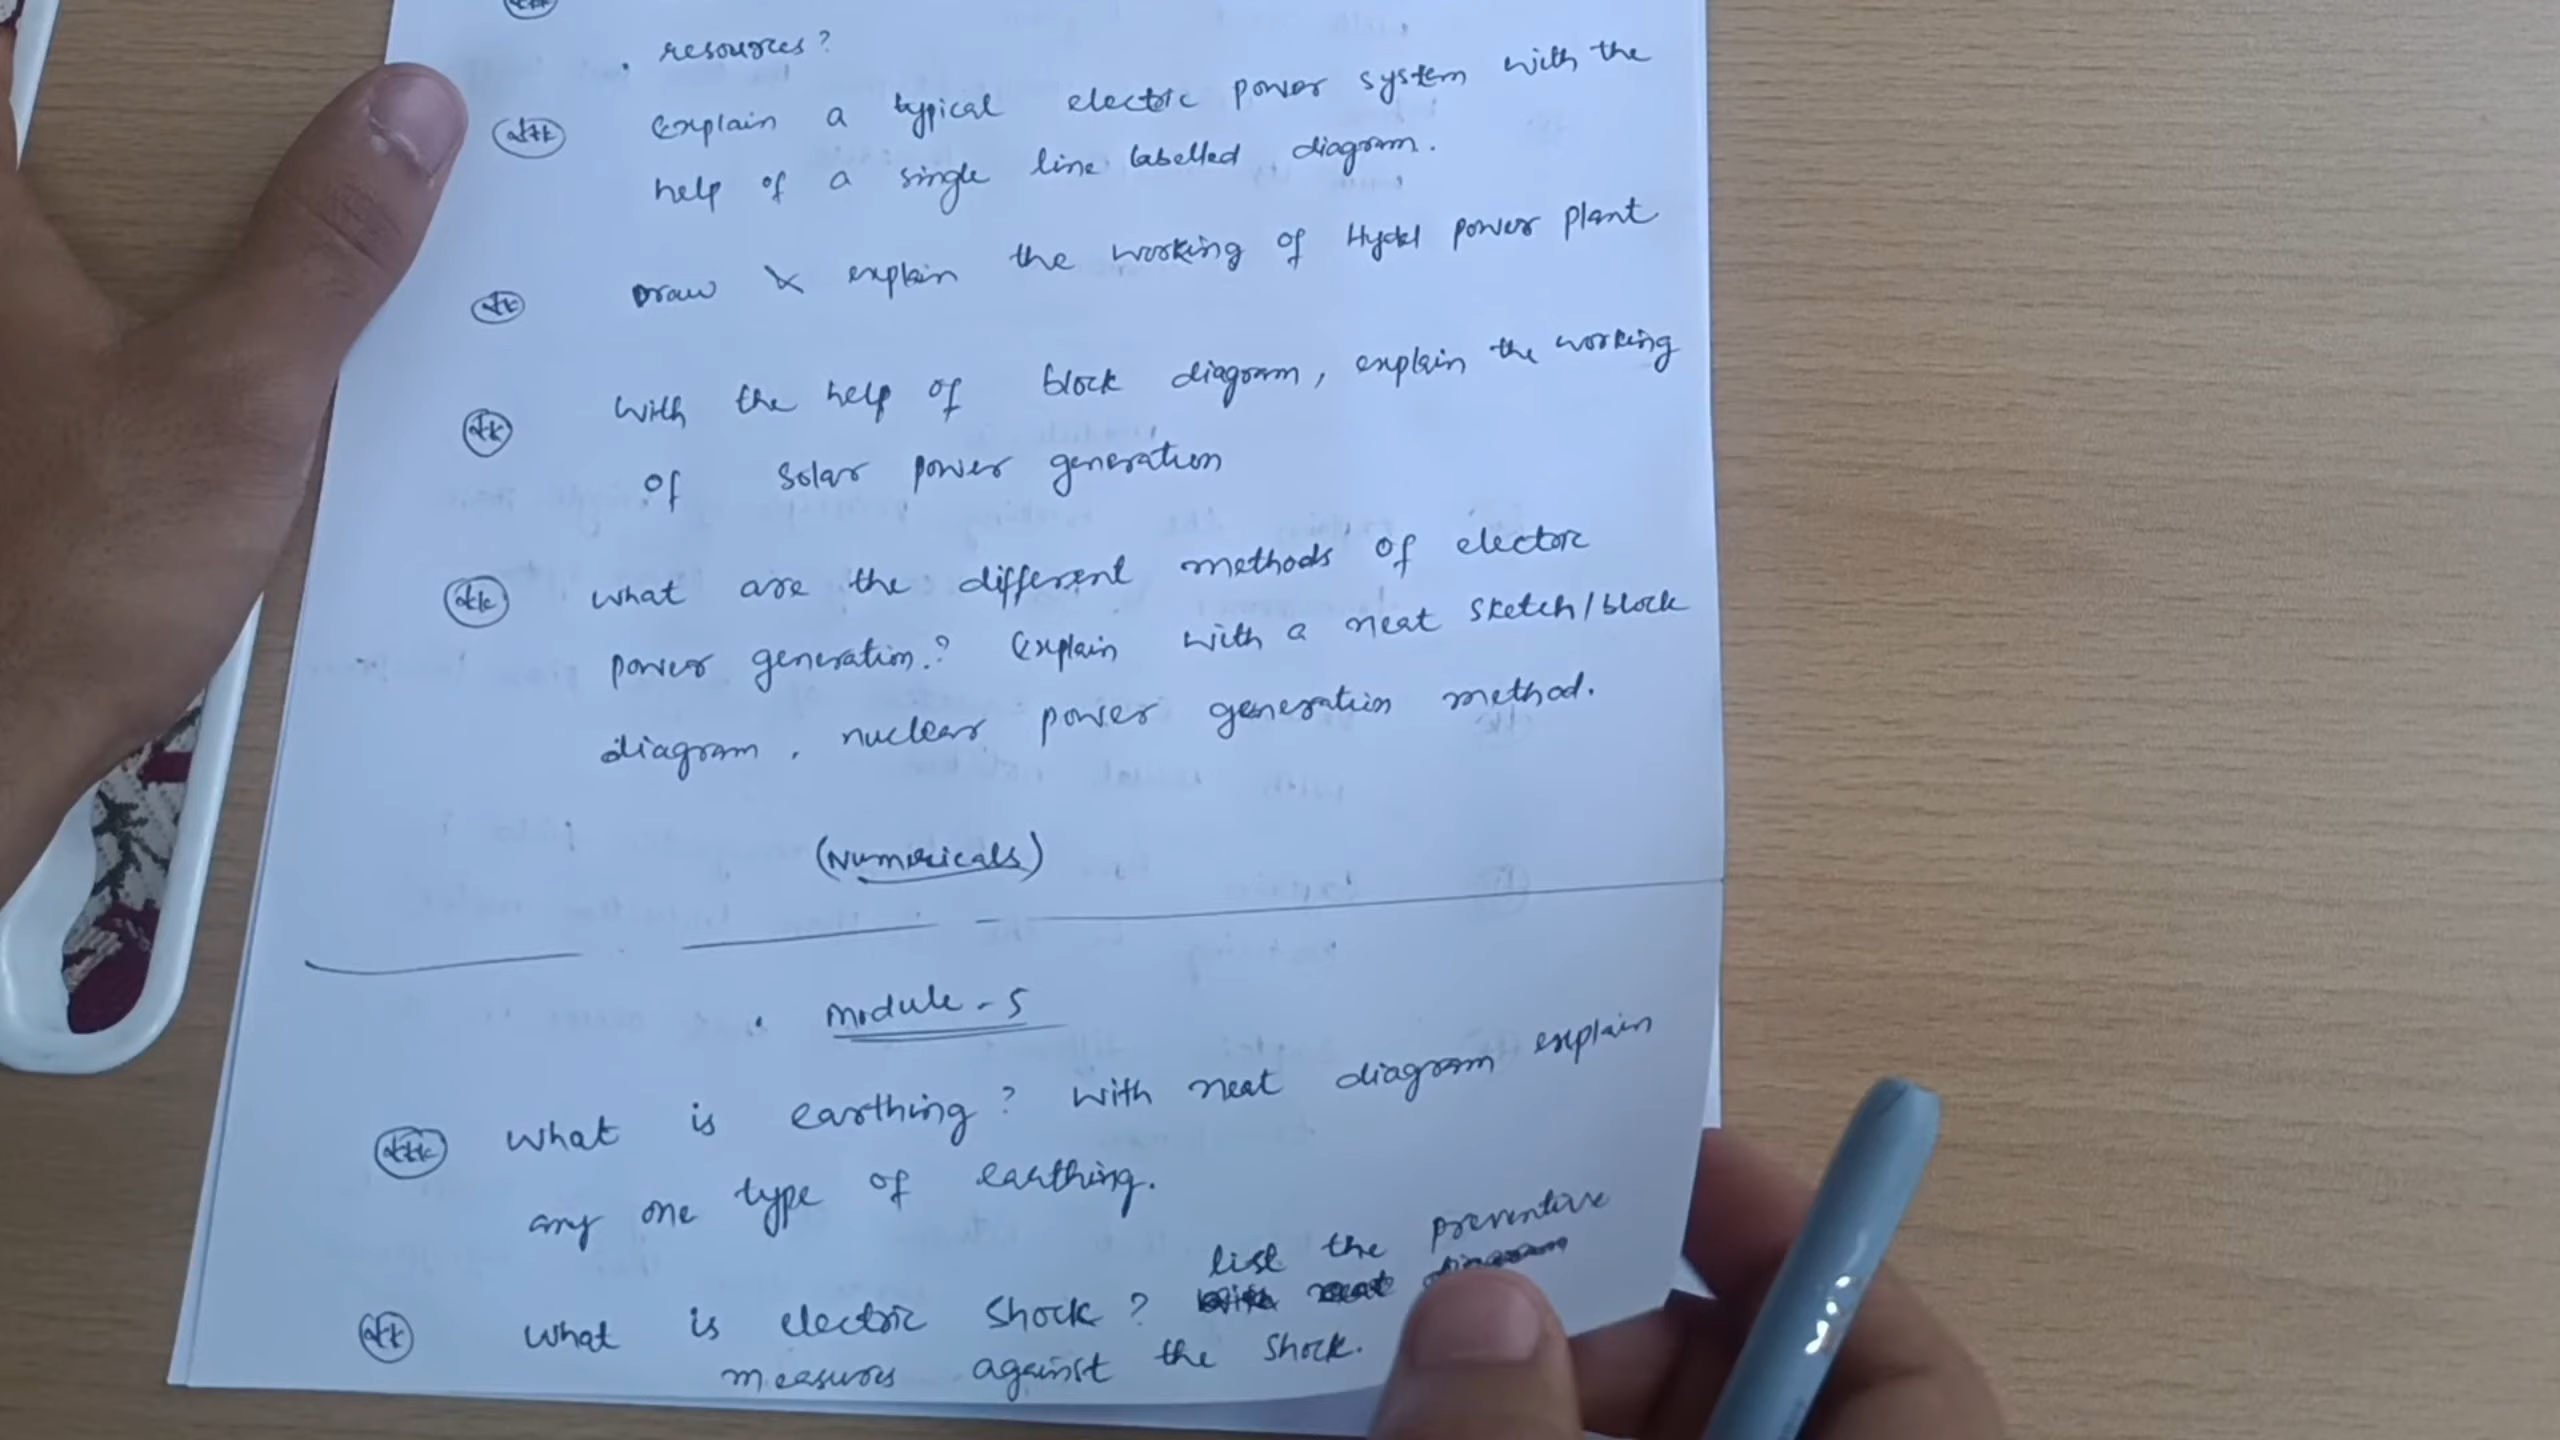 resources?
*** Explain a typical electric power system with the
help of a single line labelled diagram.
** Draw & explain the working of Hydel power plant
** with the help of block diagram, explain the working
of solar power generation
** what are the different methods of electric
power generation.? Explain with a neat sketch/block
diagram, nuclear power generation method.
(Numericals)
Module - 5
*** What is earthing? With neat diagram explain
any one type of earthing.
** What is electric shock? list the preventive
measures against the shock.